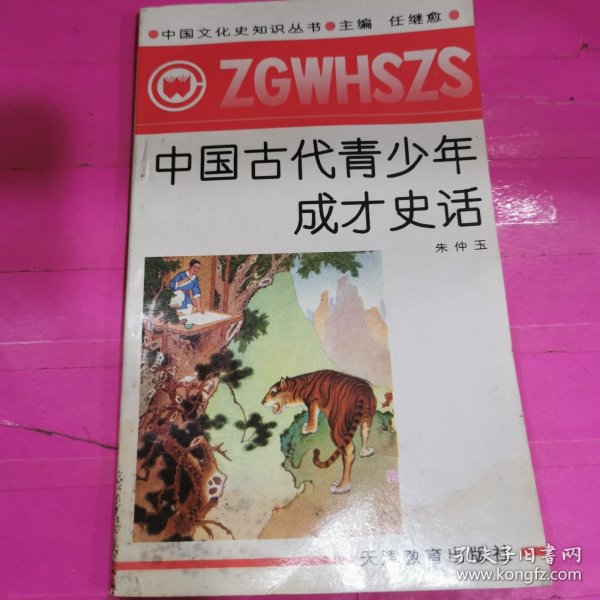 中国文化史知识丛书●主编 任继愈●
ZGWHSZS
中国古代青少年
成才史话
朱仲玉
天津教育出版社
孔夫子旧书网
www.kongfz.com